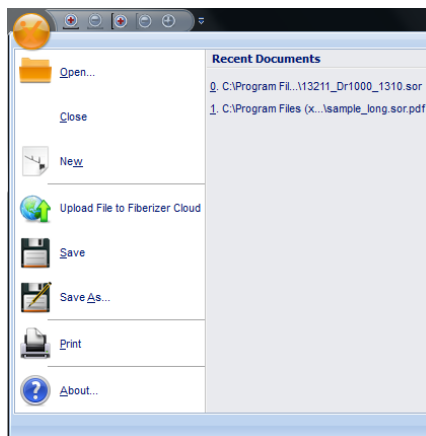 Open...
Close
New
Upload File to Fiberizer Cloud
Save
Save As...
Print
About...
Recent Documents
0. C:\Program Fil...\13211_Dr1000_1310.sor
1. C:\Program Files (x...\sample_long.sor.pdf